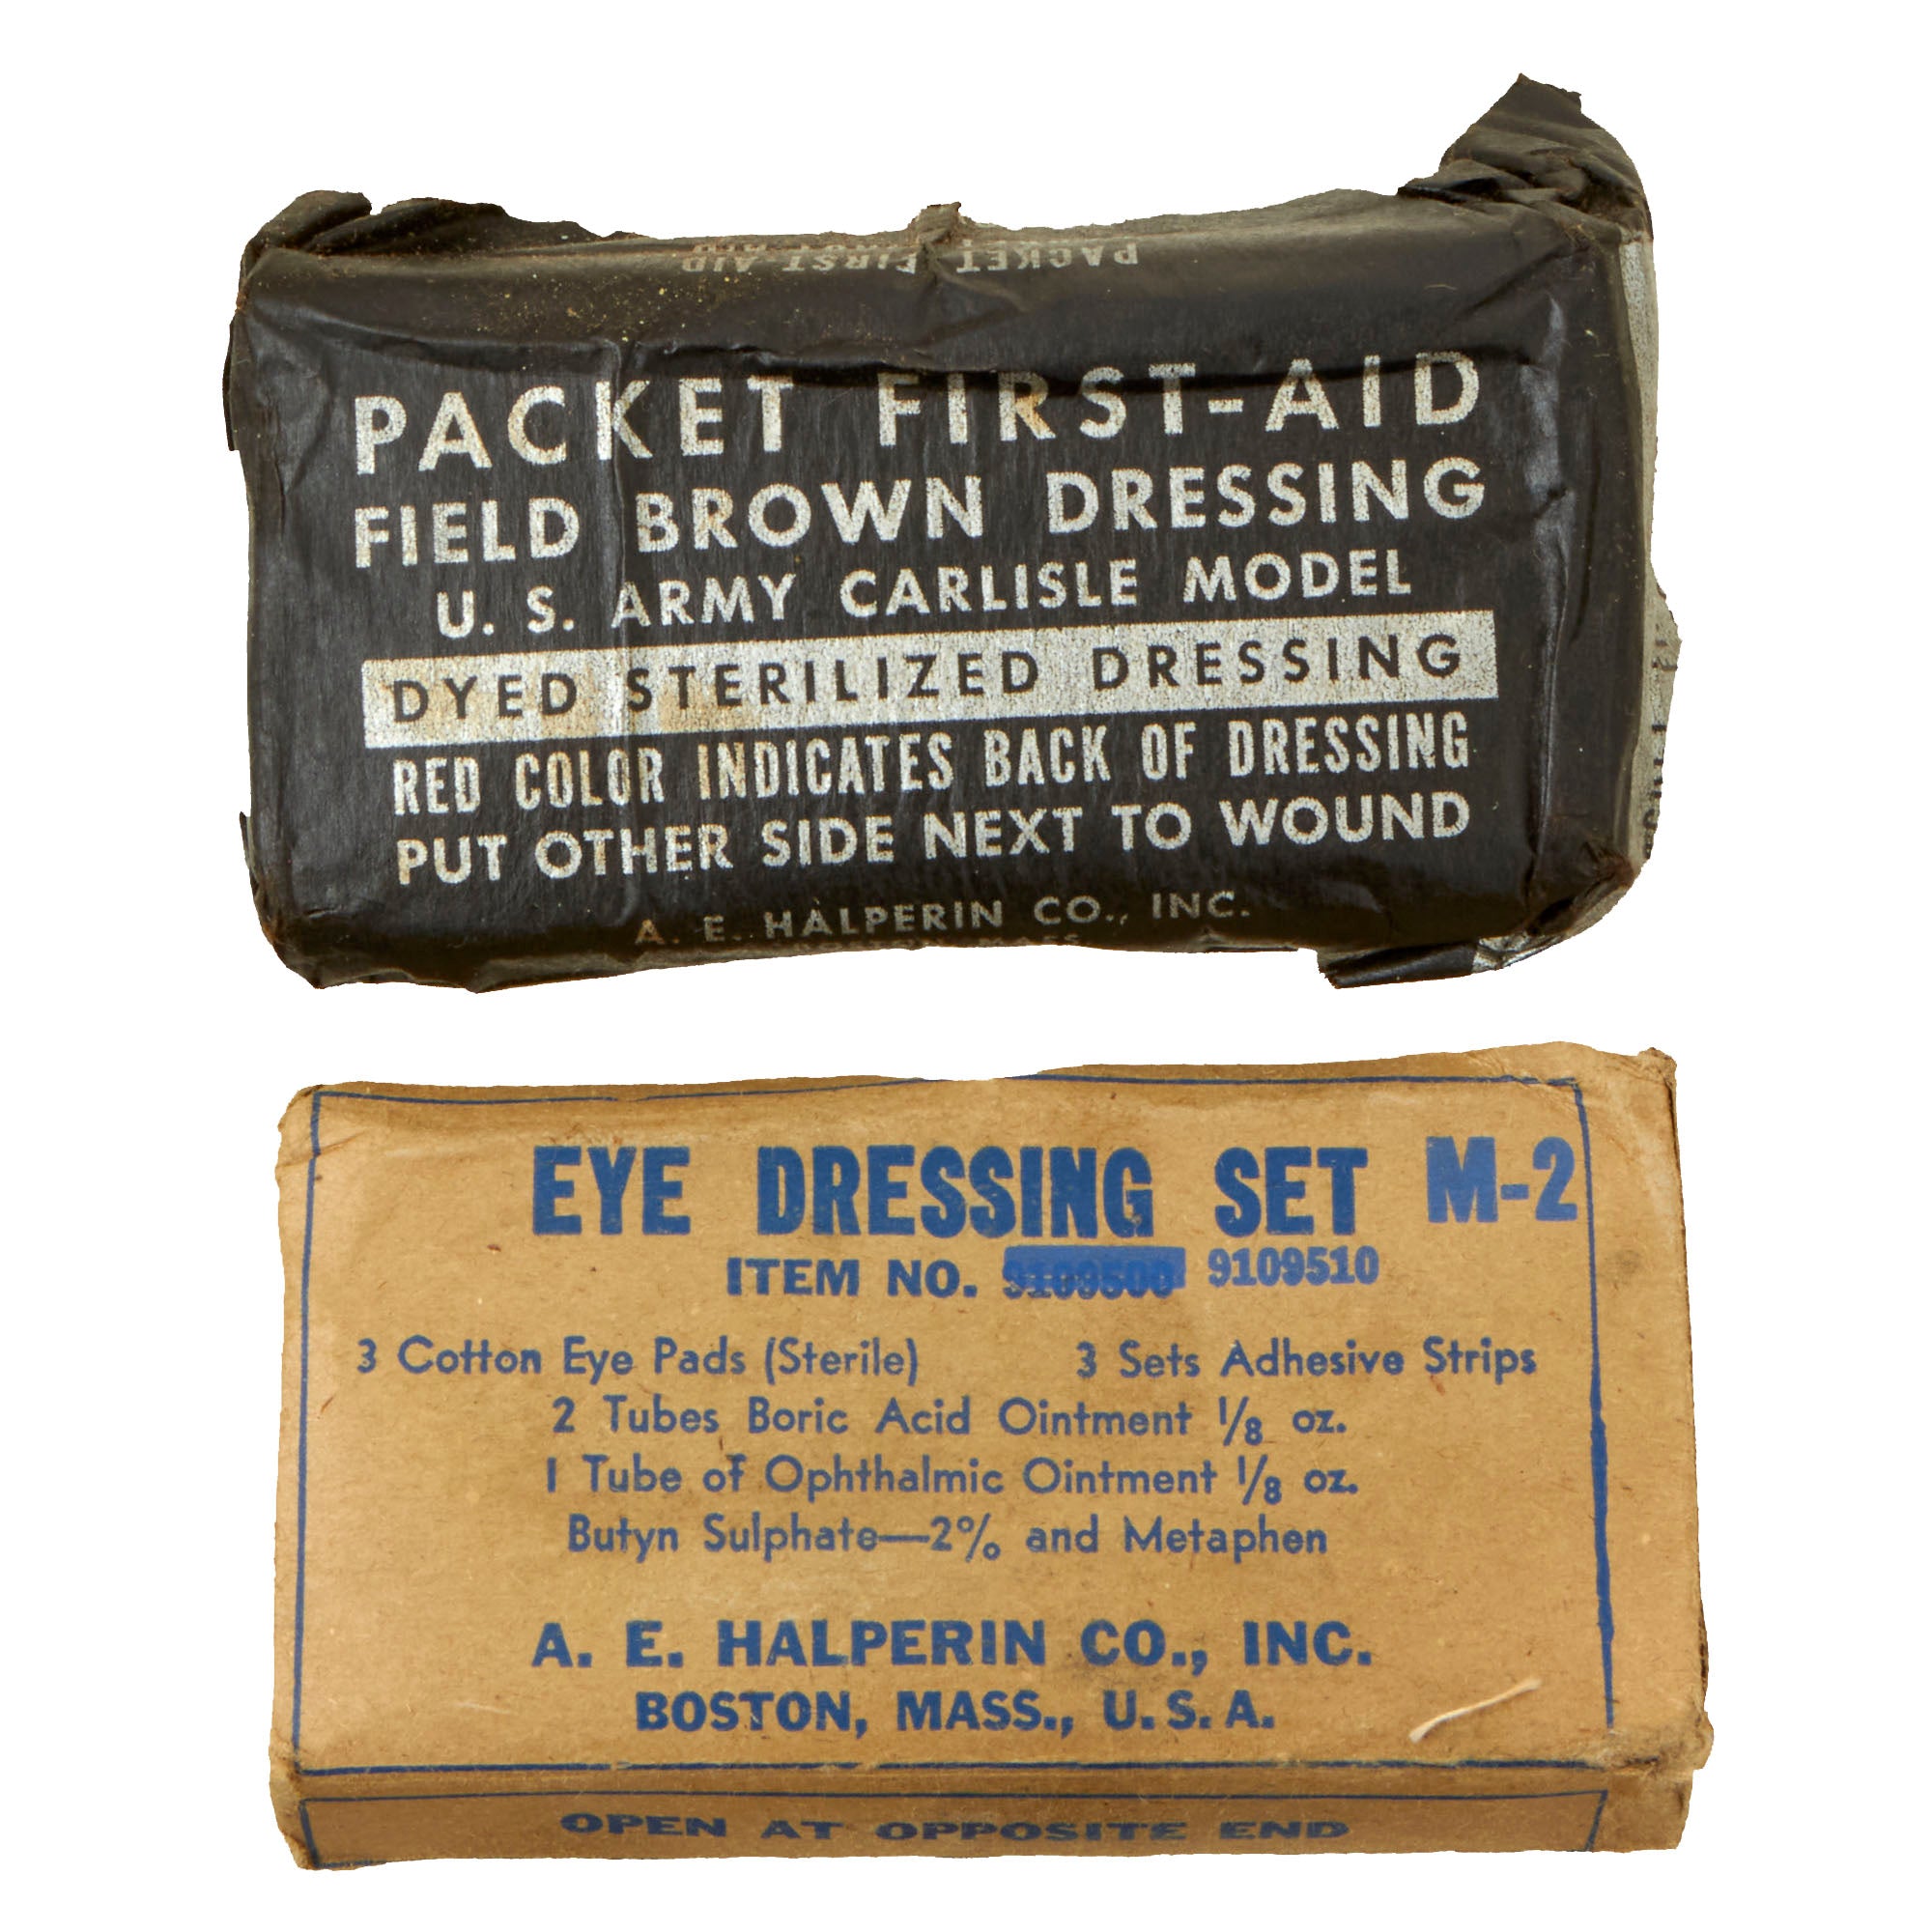 PACKET FIRST-AID
PACKET FIRST-AID
FIELD BROWN DRESSING
U. S. ARMY CARLISLE MODEL
DYED STERILIZED DRESSING
RED COLOR INDICATES BACK OF DRESSING
PUT OTHER SIDE NEXT TO WOUND
A. E. HALPERIN CO., INC.
EYE DRESSING SET M-2
ITEM NO. 9109500 9109510
3 Cotton Eye Pads (Sterile) 3 Sets Adhesive Strips
2 Tubes Boric Acid Ointment 1/8 oz.
1 Tube of Ophthalmic Ointment 1/8 oz.
Butyn Sulphate—2% and Metaphen
A. E. HALPERIN CO., INC.
BOSTON, MASS., U. S. A.
OPEN AT OPPOSITE END